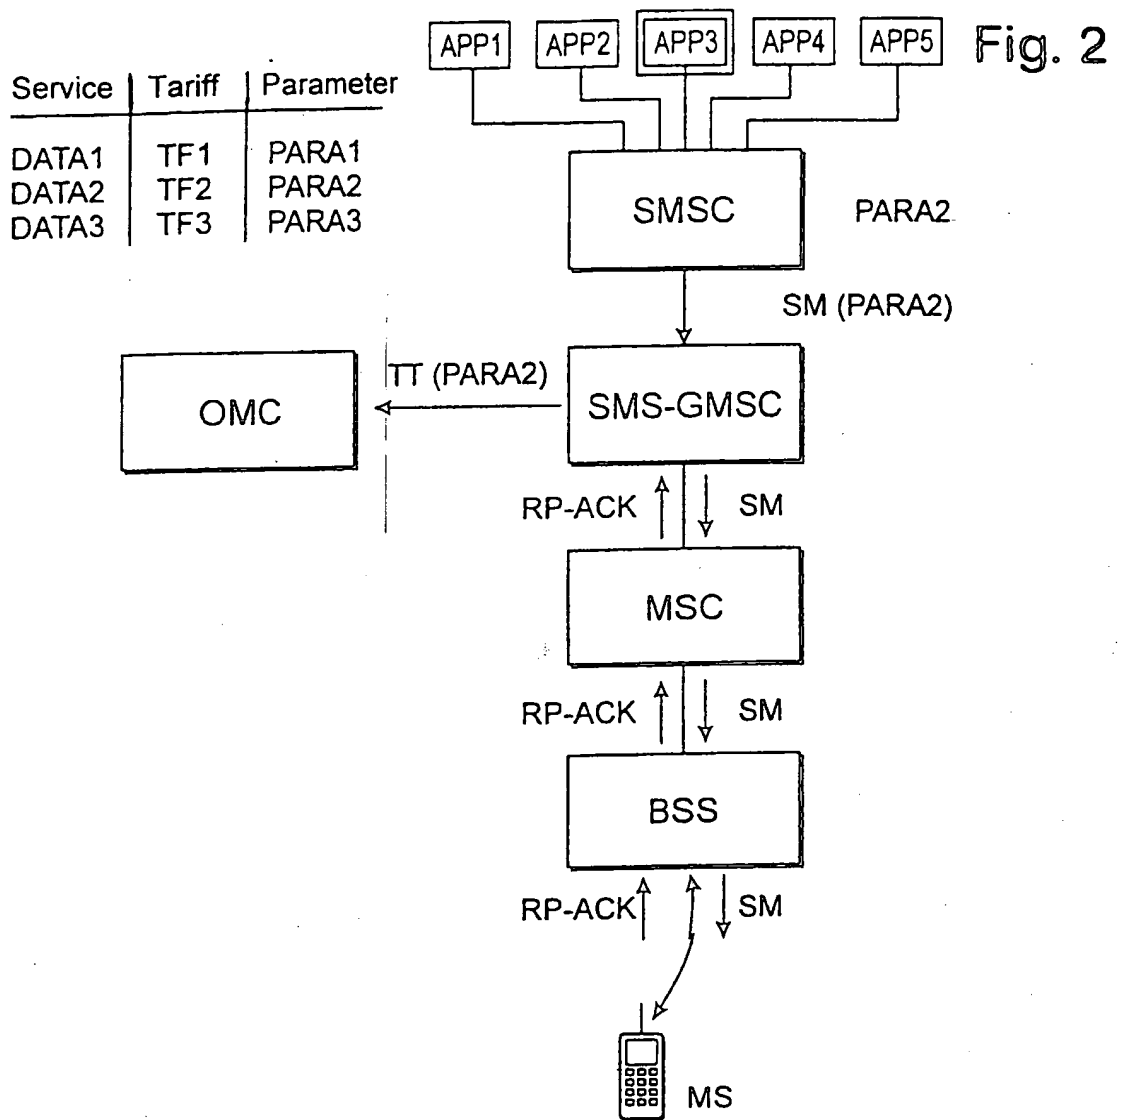 APP1 APP2 APP3 APP4 APP5 Fig. 2
Service Tariff Parameter
DATA1 TF1 PARA1
DATA2 TF2 PARA2
DATA3 TF3 PARA3
SMSC PARA2
SM (PARA2)
OMC TT (PARA2) SMS-GMSC
RP-ACK SM
MSC
RP-ACK SM
BSS
RP-ACK SM
MS